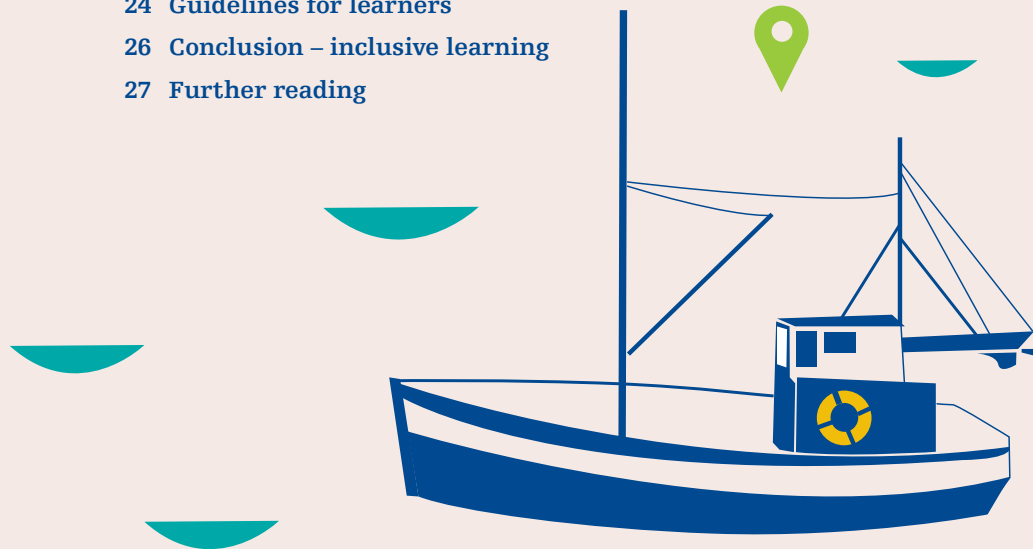 24 Guidelines for learners
26 Conclusion – inclusive learning
27 Further reading